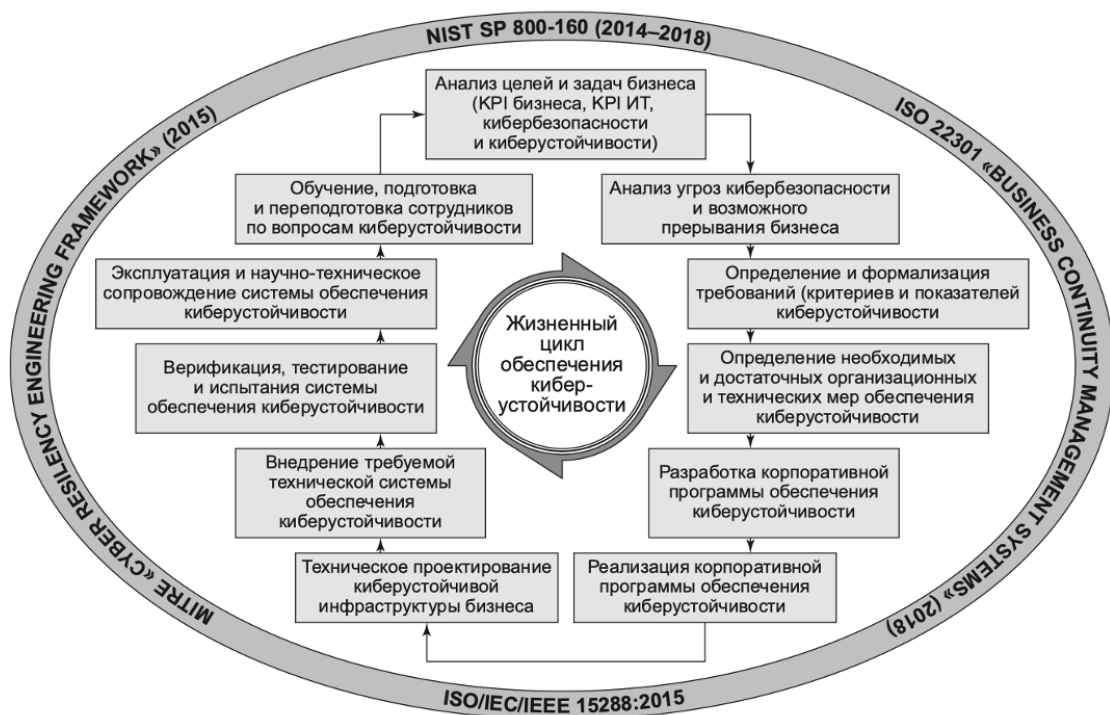 NIST SP 800-160 (2014–2018)
ISO 22301 «BUSINESS CONTINUITY MANAGEMENT SYSTEMS» (2018)
ISO/IEC/IEEE 15288:2015
MITRE «CYBER RESILIENCY ENGINEERING FRAMEWORK» (2015)
Анализ целей и задач бизнеса
(KPI бизнеса, KPI ИТ,
кибербезопасности
и киберустойчивости)
Анализ угроз кибербезопасности
и возможного
прерывания бизнеса
Определение и формализация
требований (критериев и показателей
киберустойчивости
Определение необходимых
и достаточных организационных
и технических мер обеспечения
киберустойчивости
Разработка корпоративной
программы обеспечения
киберустойчивости
Реализация корпоративной
программы обеспечения
киберустойчивости
Техническое проектирование
киберустойчивой
инфраструктуры бизнеса
Внедрение требуемой
технической системы
обеспечения
киберустойчивости
Верификация, тестирование
и испытания системы
обеспечения киберустойчивости
Эксплуатация и научно-техническое
сопровождение системы обеспечения
киберустойчивости
Обучение, подготовка
и переподготовка сотрудников
по вопросам киберустойчивости
Жизненный
цикл
обеспечения
кибер-
устойчивости